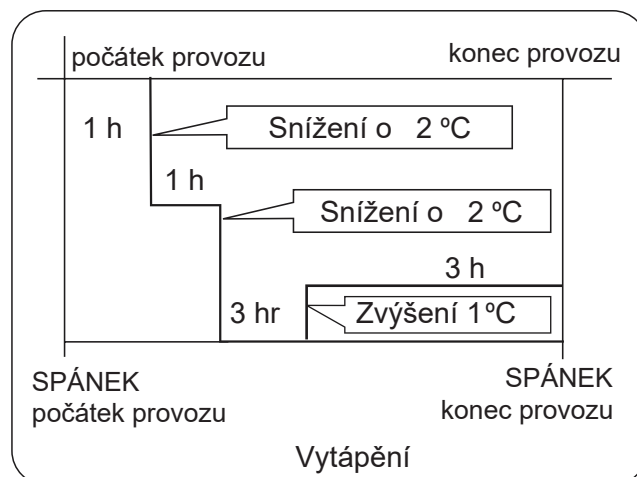 počátek provozu
konec provozu
1 h
Snížení o 2 ºC
1 h
Snížení o 2 ºC
3 h
3 hr
Zvýšení 1ºC
SPÁNEK
počátek provozu
SPÁNEK
konec provozu
Vytápění